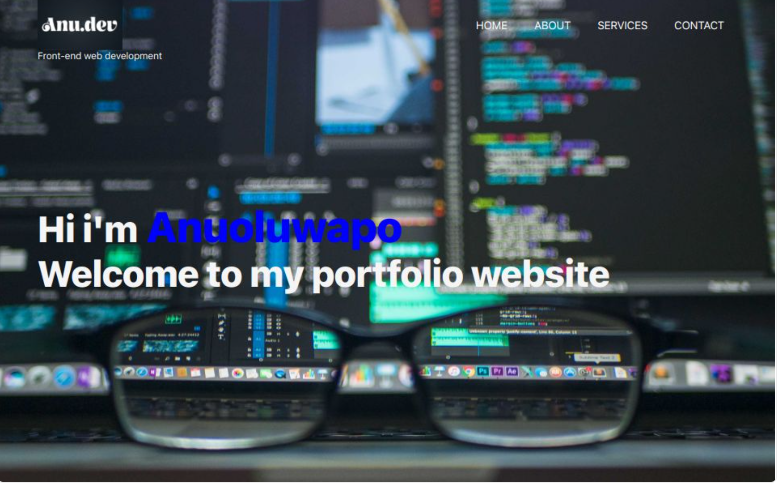 Anu.dev
HOME ABOUT SERVICES CONTACT
Front-end web development
Hi i'm Anuoluwapo
Welcome to my portfolio website